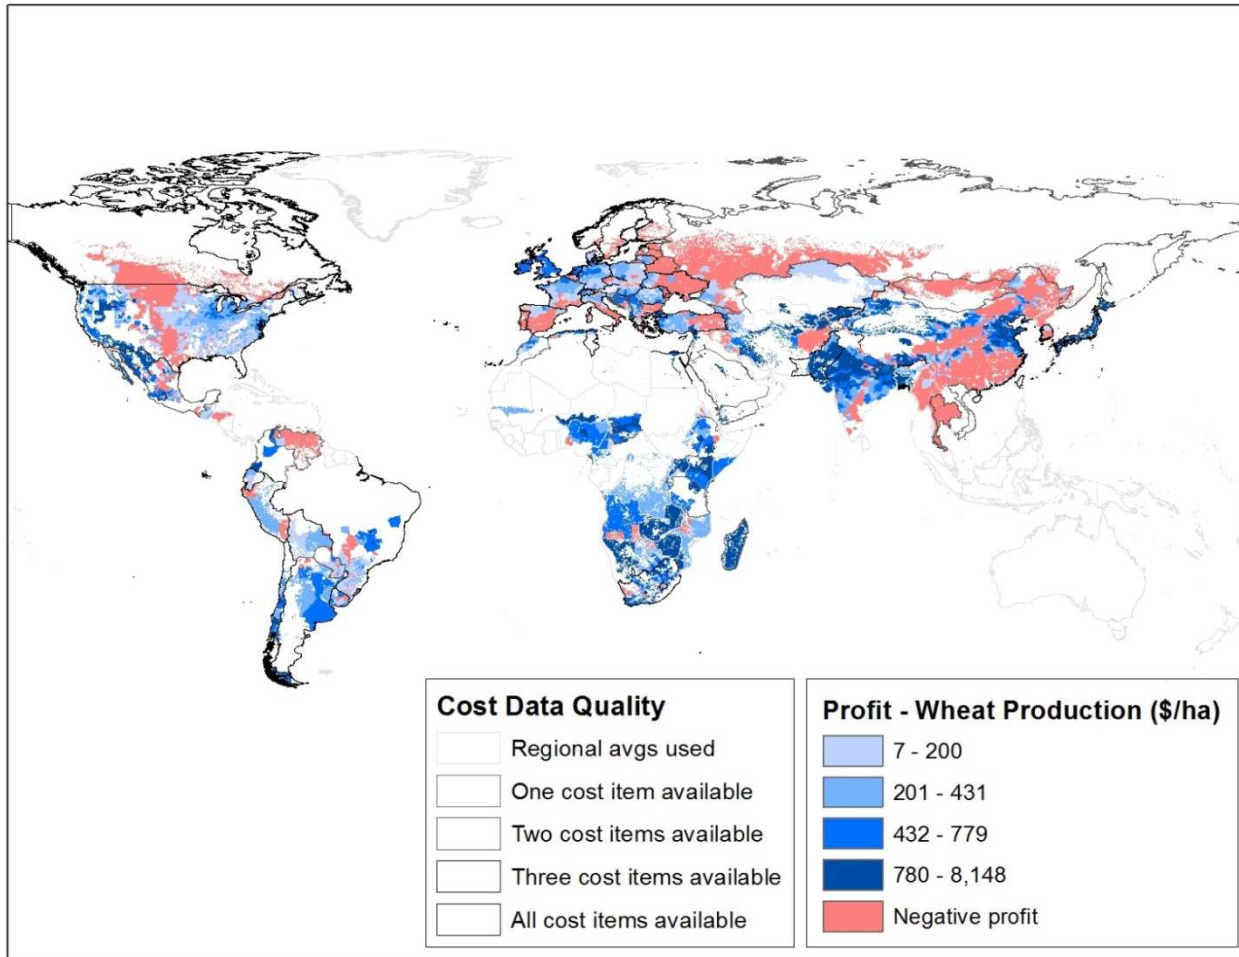 Cost Data Quality
Regional avgs used
One cost item available
Two cost items available
Three cost items available
All cost items available
Profit - Wheat Production ($/ha)
7 - 200
201 - 431
432 - 779
780 - 8,148
Negative profit